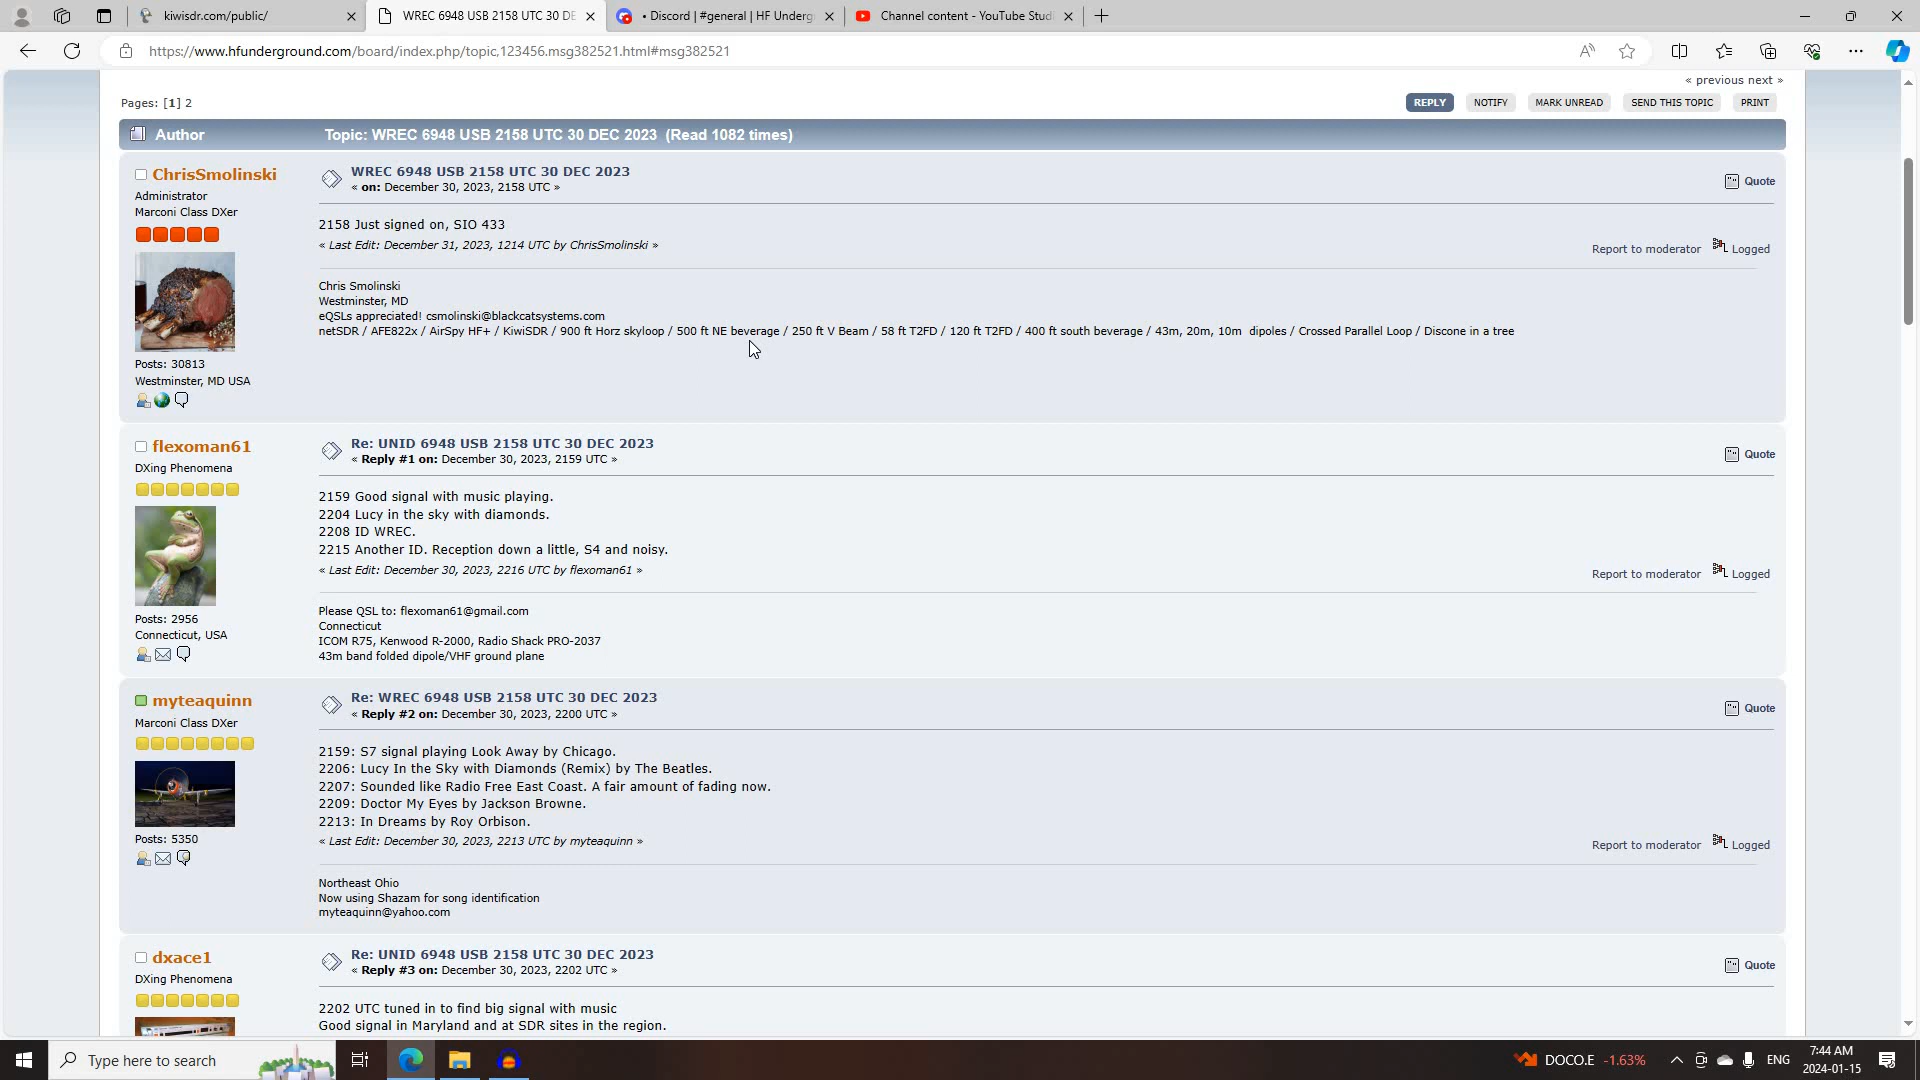 kiwisdr.com/public/
WREC 6948 USB 2158 UTC 30 DE
• Discord | #general | HF Underg
Channel content - YouTube Studi
https://www.hfunderground.com/board/index.php/topic,123456.msg382521.html#msg382521
« previous next »
Pages: [1] 2
REPLY NOTIFY MARK UNREAD SEND THIS TOPIC PRINT
Author Topic: WREC 6948 USB 2158 UTC 30 DEC 2023 (Read 1082 times)
ChrisSmolinski
Administrator
Marconi Class DXer
Posts: 30813
Westminster, MD USA
WREC 6948 USB 2158 UTC 30 DEC 2023
« on: December 30, 2023, 2158 UTC »
Quote
2158 Just signed on, SIO 433
« Last Edit: December 31, 2023, 1214 UTC by ChrisSmolinski »
Report to moderator Logged
Chris Smolinski
Westminster, MD
eQSLs appreciated! csmolinski@blackcatsystems.com
netSDR / AFE822x / AirSpy HF+ / KiwiSDR / 900 ft Horz skyloop / 500 ft NE beverage / 250 ft V Beam / 58 ft T2FD / 120 ft T2FD / 400 ft south beverage / 43m, 20m, 10m dipoles / Crossed Parallel Loop / Discone in a tree
flexoman61
DXing Phenomena
Posts: 2956
Connecticut, USA
Re: UNID 6948 USB 2158 UTC 30 DEC 2023
« Reply #1 on: December 30, 2023, 2159 UTC »
Quote
2159 Good signal with music playing.
2204 Lucy in the sky with diamonds.
2208 ID WREC.
2215 Another ID. Reception down a little, S4 and noisy.
« Last Edit: December 30, 2023, 2216 UTC by flexoman61 »
Report to moderator Logged
Please QSL to: flexoman61@gmail.com
Connecticut
ICOM R75, Kenwood R-2000, Radio Shack PRO-2037
43m band folded dipole/VHF ground plane
myteaquinn
Marconi Class DXer
Posts: 5350
Re: WREC 6948 USB 2158 UTC 30 DEC 2023
« Reply #2 on: December 30, 2023, 2200 UTC »
Quote
2159: S7 signal playing Look Away by Chicago.
2206: Lucy In the Sky with Diamonds (Remix) by The Beatles.
2207: Sounded like Radio Free East Coast. A fair amount of fading now.
2209: Doctor My Eyes by Jackson Browne.
2213: In Dreams by Roy Orbison.
« Last Edit: December 30, 2023, 2213 UTC by myteaquinn »
Report to moderator Logged
Northeast Ohio
Now using Shazam for song identification
myteaquinn@yahoo.com
dxace1
DXing Phenomena
Re: UNID 6948 USB 2158 UTC 30 DEC 2023
« Reply #3 on: December 30, 2023, 2202 UTC »
Quote
2202 UTC tuned in to find big signal with music
Good signal in Maryland and at SDR sites in the region.
Type here to search
DOCO.E -1.63%
ENG
7:44 AM
2024-01-15